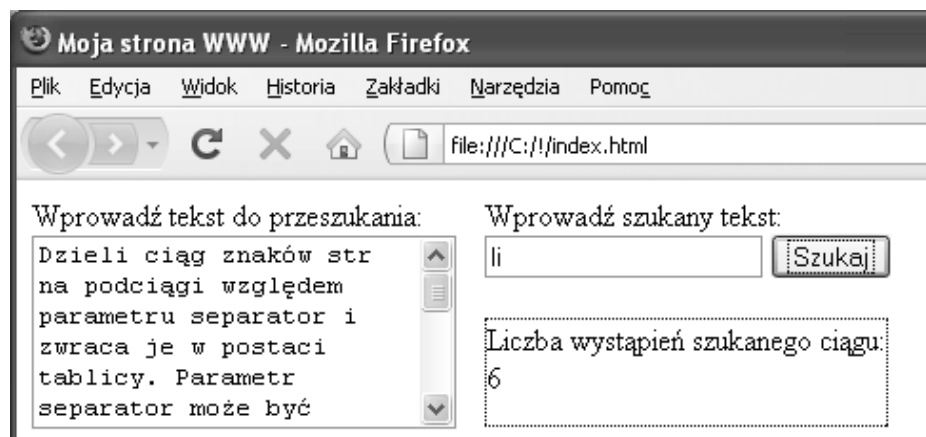 Moja strona WWW - Mozilla Firefox
Plik Edycja Widok Historia Zakładki Narzędzia Pomoc
file:///C:/!/index.html
Wprowadź tekst do przeszukania:
Dzieli ciąg znaków str
na podciągi względem
parametru separator i
zwraca je w postaci
tablicy. Parametr
separator może być
Wprowadź szukany tekst:
li Szukaj
Liczba wystąpień szukanego ciągu:
6